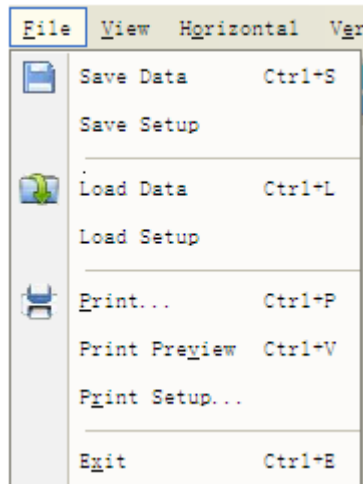 File View Horizontal Ver
Save Data Ctrl+S
Save Setup
Load Data Ctrl+L
Load Setup
Print... Ctrl+P
Print Preview Ctrl+V
Print Setup...
Exit Ctrl+E